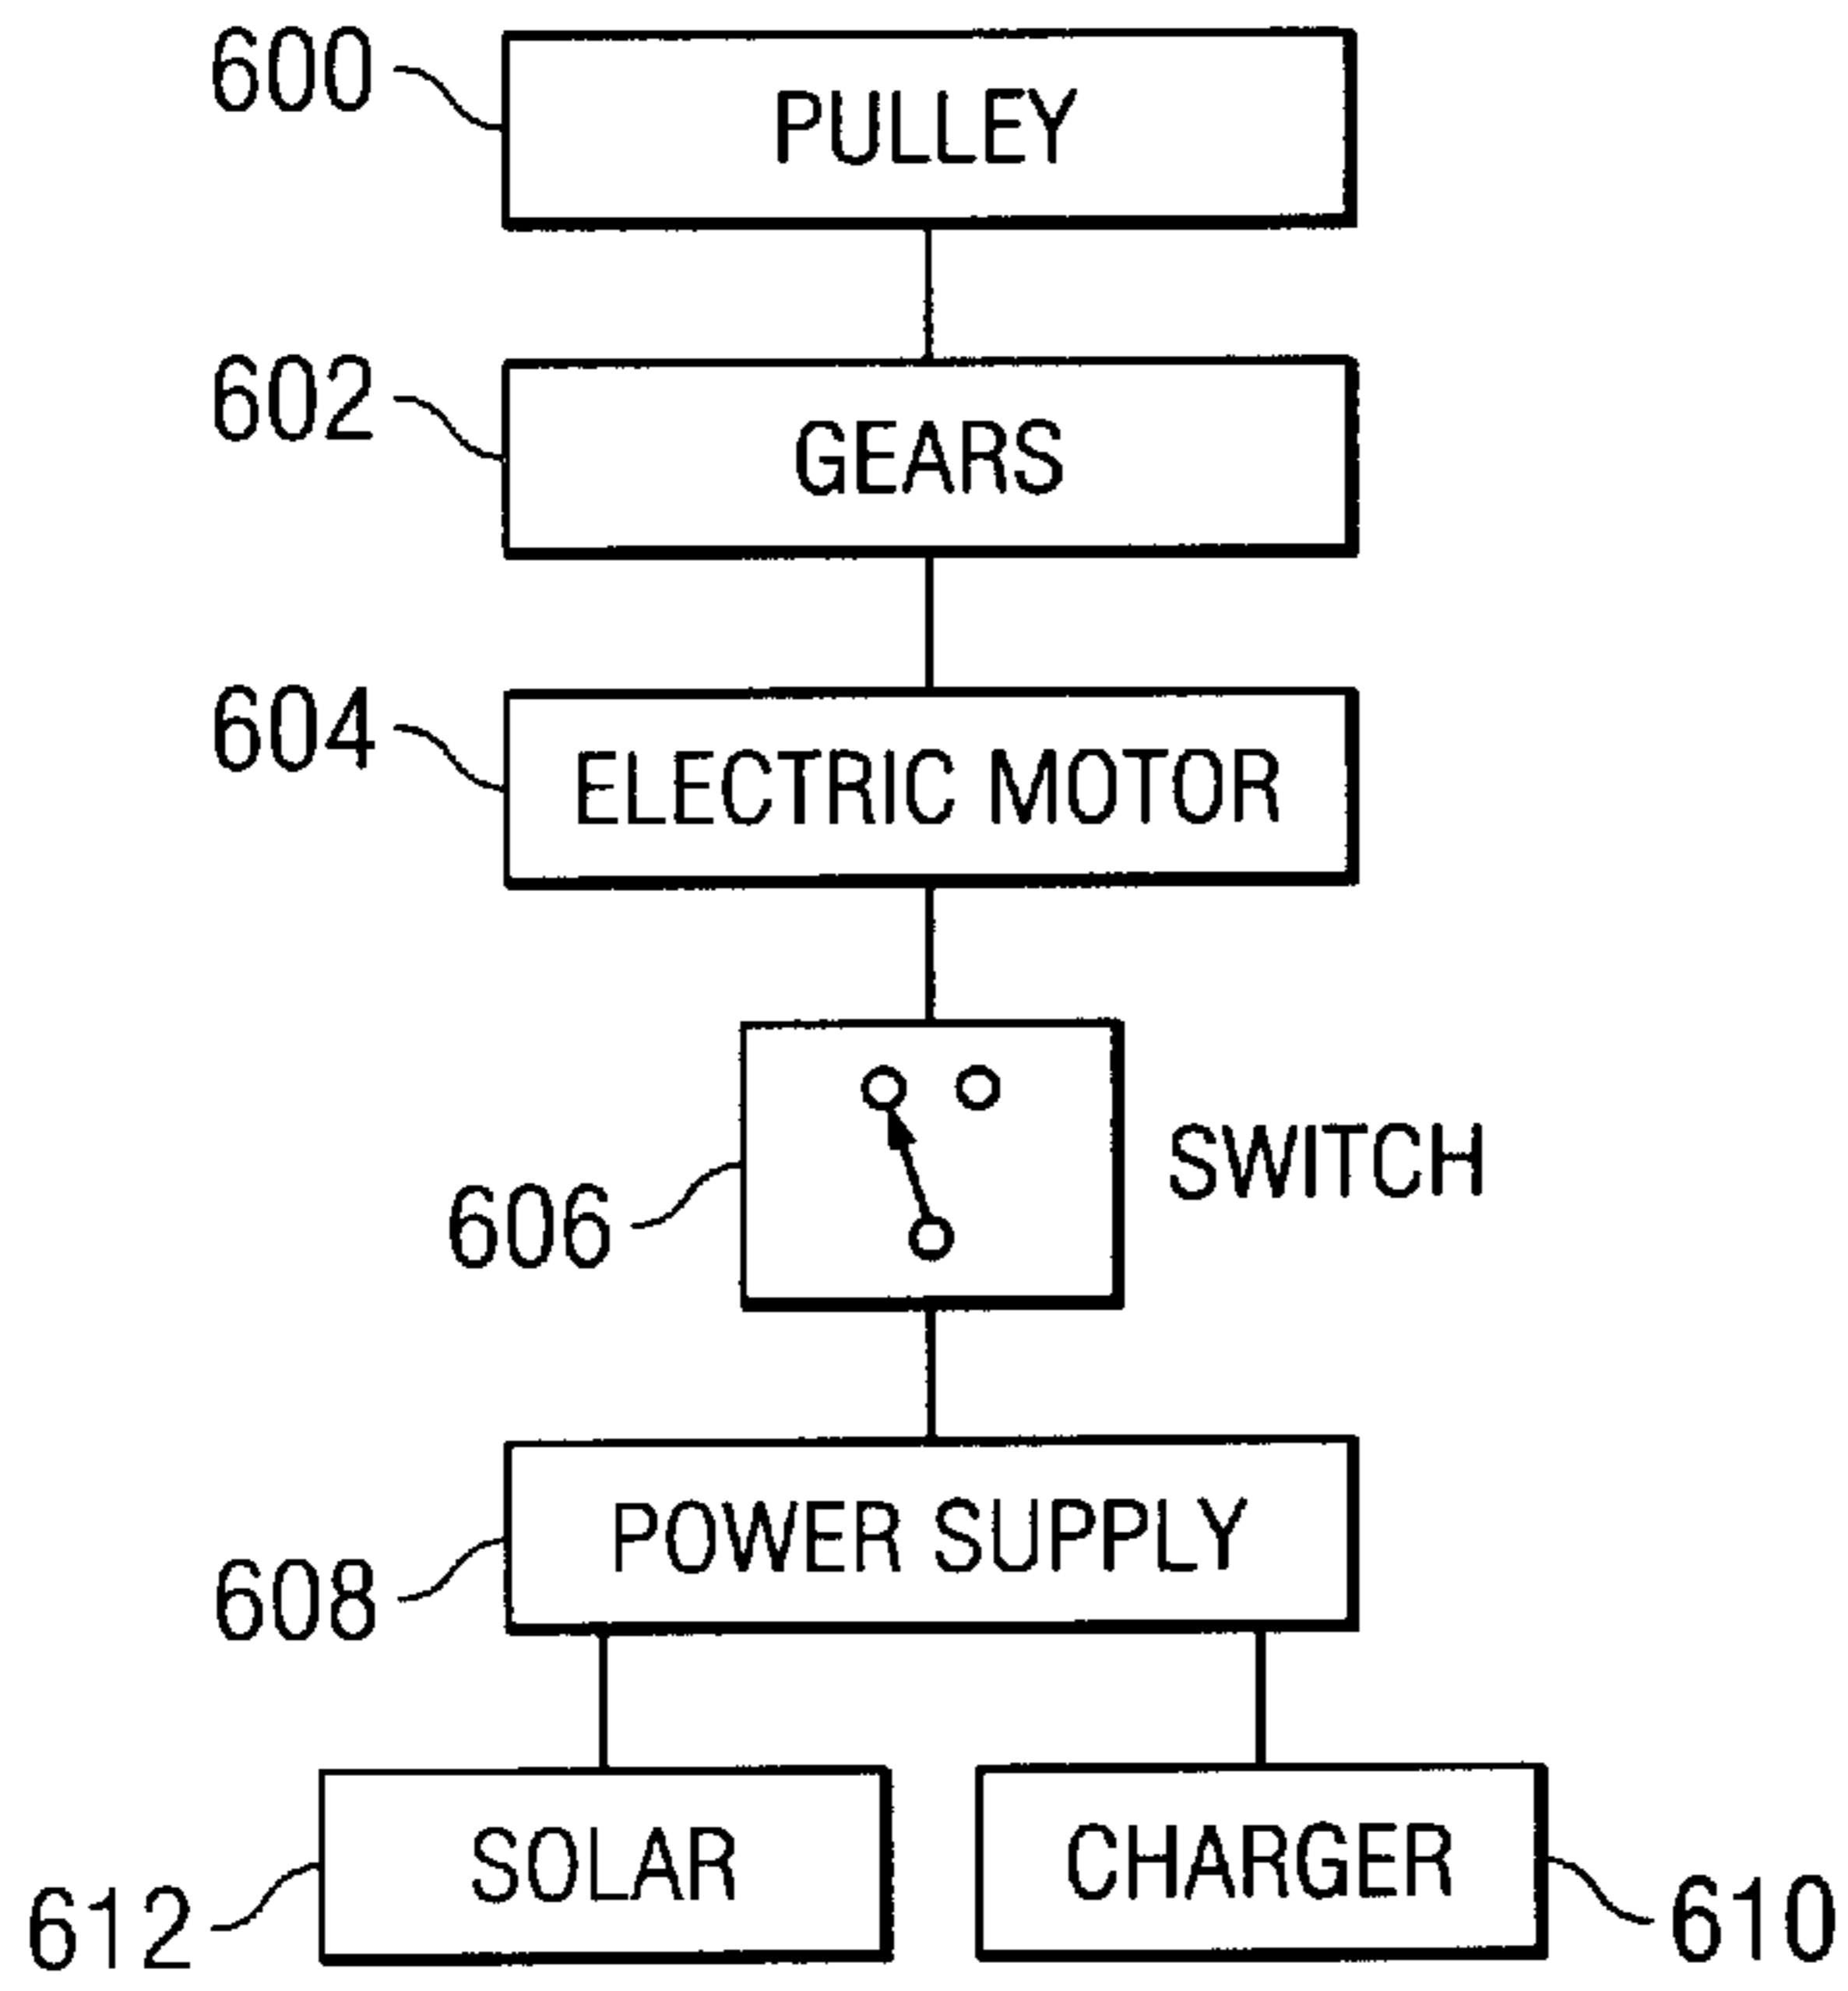 600
PULLEY
602
GEARS
604
ELECTRIC MOTOR
606
SWITCH
608
POWER SUPPLY
612
SOLAR
CHARGER
610